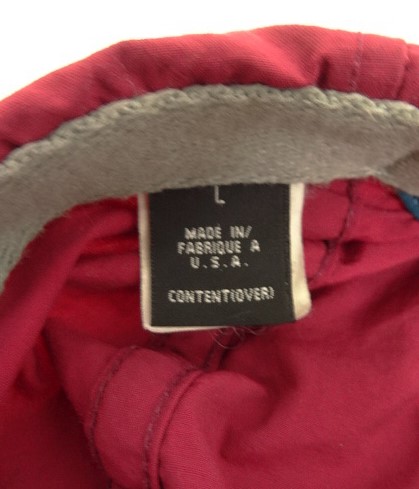 L
MADE IN/
FABRIQUE A
U.S.A.
CONTENT(OVER)